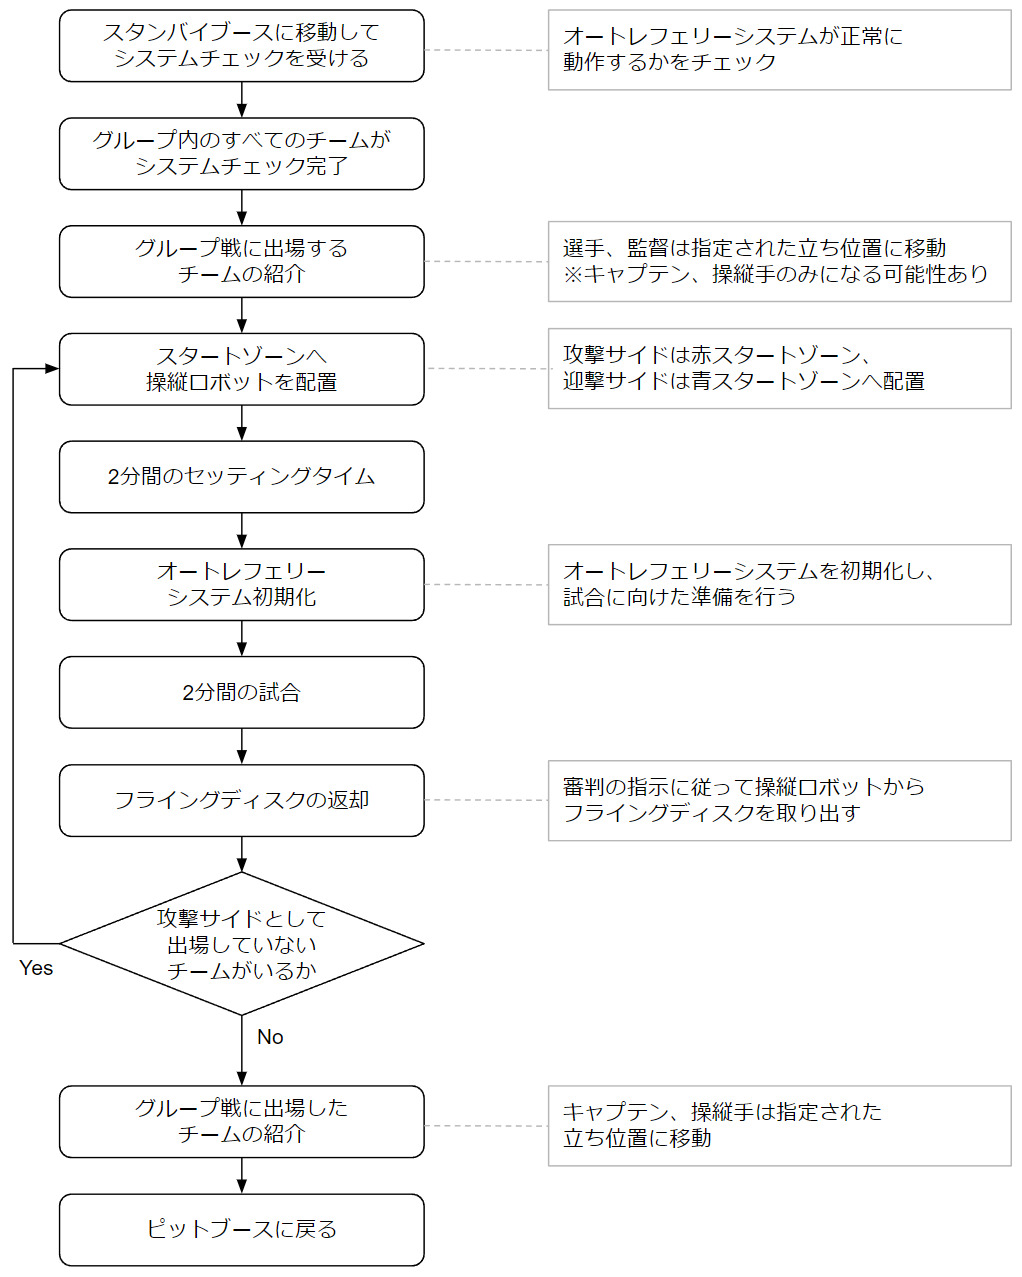 スタンバイブースに移動して
システムチェックを受ける
オートレフェリーシステムが正常に
動作するかをチェック
グループ内のすべてのチームが
システムチェック完了
グループ戦に出場する
チームの紹介
選手、監督は指定された立ち位置に移動
※キャプテン、操縦手のみになる可能性あり
スタートゾーンへ
操縦ロボットを配置
攻撃サイドは赤スタートゾーン、
迎撃サイドは青スタートゾーンへ配置
2分間のセッティングタイム
オートレフェリー
システム初期化
オートレフェリーシステムを初期化し、
試合に向けた準備を行う
2分間の試合
フライングディスクの返却
審判の指示に従って操縦ロボットから
フライングディスクを取り出す
攻撃サイドとして
出場していない
チームがいるか
Yes
No
グループ戦に出場した
チームの紹介
キャプテン、操縦手は指定された
立ち位置に移動
ピットブースに戻る